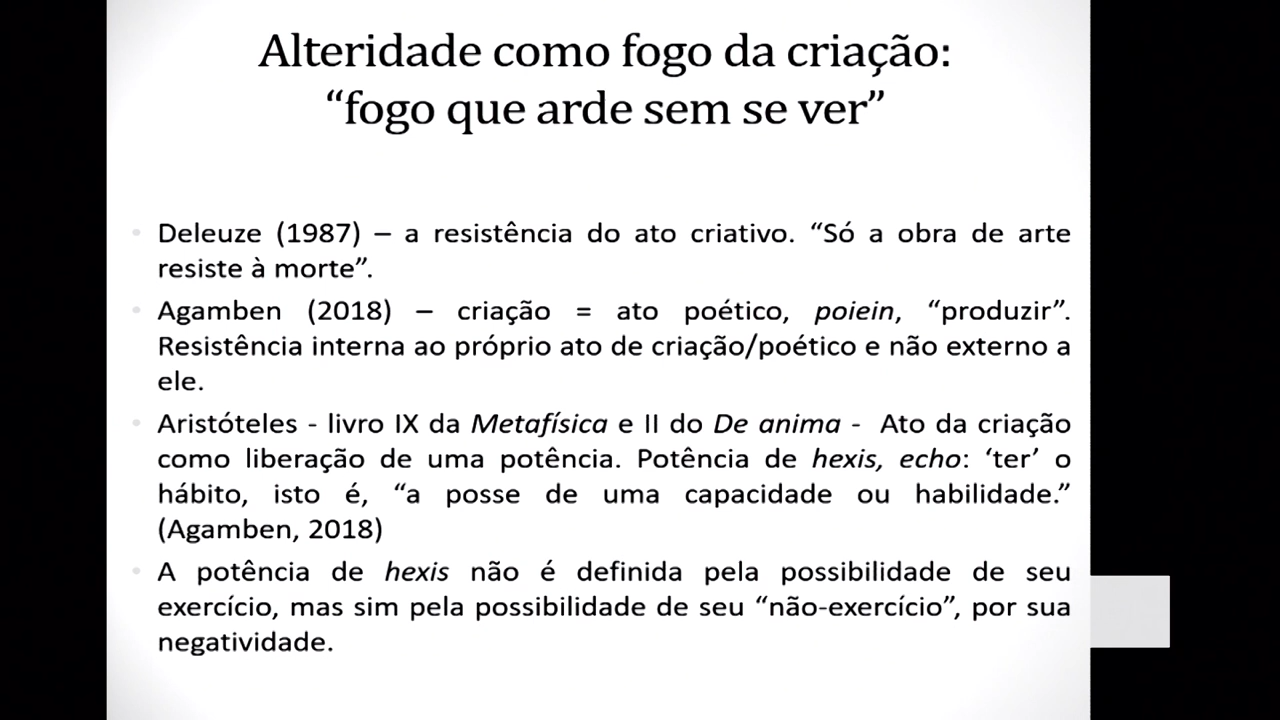 Alteridade como fogo da criação:
“fogo que arde sem se ver”
• Deleuze (1987) – a resistência do ato criativo. “Só a obra de arte
resiste à morte”.
• Agamben (2018) – criação = ato poético, poiein, “produzir”.
Resistência interna ao próprio ato de criação/poético e não externo a
ele.
• Aristóteles - livro IX da Metafísica e II do De anima - Ato da criação
como liberação de uma potência. Potência de hexis, echo: ‘ter’ o
hábito, isto é, “a posse de uma capacidade ou habilidade.”
(Agamben, 2018)
• A potência de hexis não é definida pela possibilidade de seu
exercício, mas sim pela possibilidade de seu “não-exercício”, por sua
negatividade.